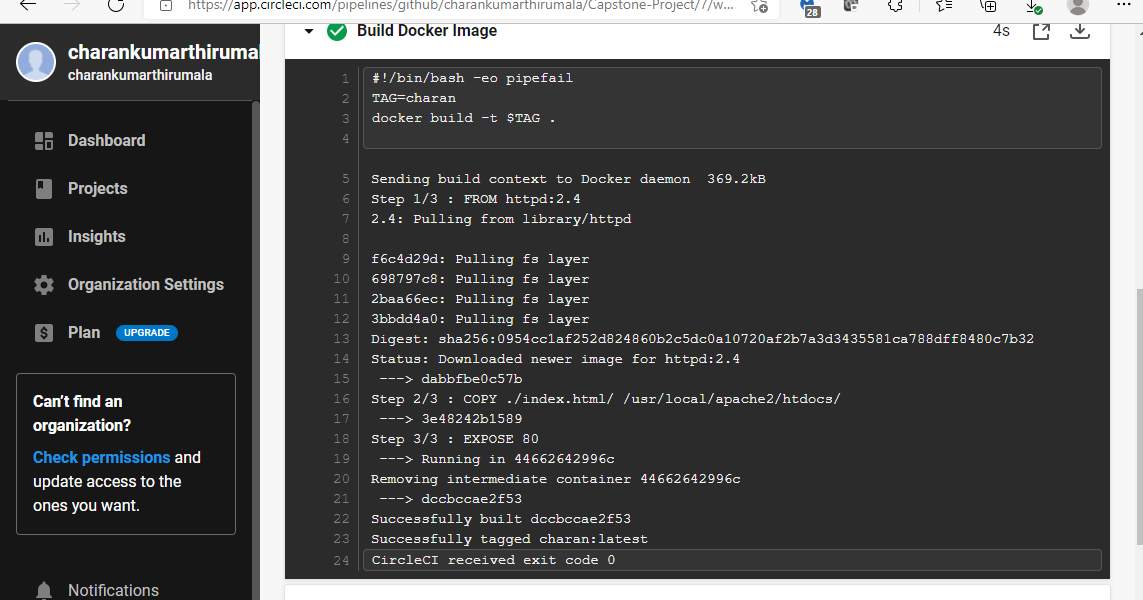 https://app.circleci.com/pipelines/github/charankumarthirumala/Capstone-Project/7/w...
28
charankumarthirumal
charankumarthirumala
Dashboard
Projects
Insights
Organization Settings
Plan UPGRADE
Can't find an
organization?
Check permissions and
update access to the
ones you want.
Notifications
Build Docker Image
4s
1 #!/bin/bash -eo pipefail
2 TAG=charan
3 docker build -t $TAG .
4
5 Sending build context to Docker daemon  369.2kB
6 Step 1/3 : FROM httpd:2.4
7 2.4: Pulling from library/httpd
8
9 f6c4d29d: Pulling fs layer
10 698797c8: Pulling fs layer
11 2baa66ec: Pulling fs layer
12 3bbdd4a0: Pulling fs layer
13 Digest: sha256:0954cc1af252d824860b2c5dc0a10720af2b7a3d3435581ca788dff8480c7b32
14 Status: Downloaded newer image for httpd:2.4
15 ---> dabbfbe0c57b
16 Step 2/3 : COPY ./index.html/ /usr/local/apache2/htdocs/
17 ---> 3e48242b1589
18 Step 3/3 : EXPOSE 80
19 ---> Running in 44662642996c
20 Removing intermediate container 44662642996c
21 ---> dccbccae2f53
22 Successfully built dccbccae2f53
23 Successfully tagged charan:latest
24 CircleCI received exit code 0